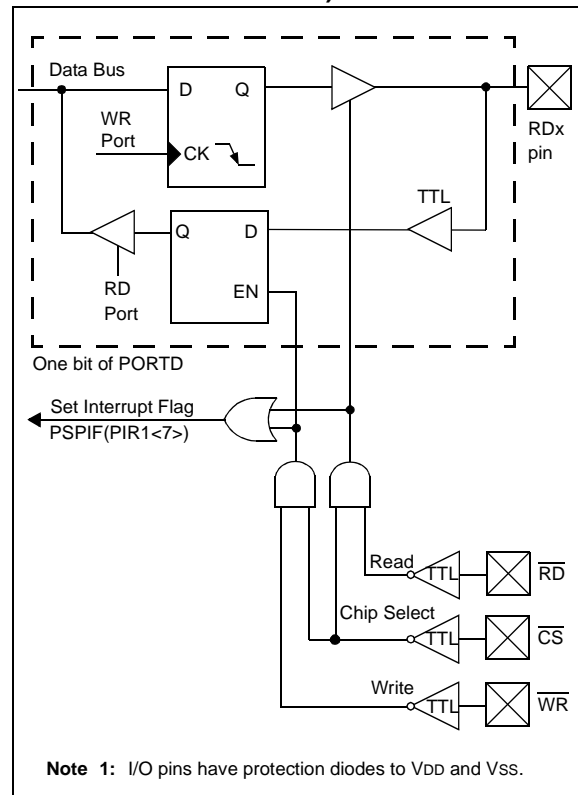 Data Bus
D Q
WR
Port
CK
RDx
pin
TTL
Q D
RD
Port
EN
One bit of PORTD
Set Interrupt Flag
PSPIF(PIR1<7>)
Read
TTL
RD
Chip Select
TTL
CS
Write
TTL
WR
Note 1: I/O pins have protection diodes to VDD and VSS.